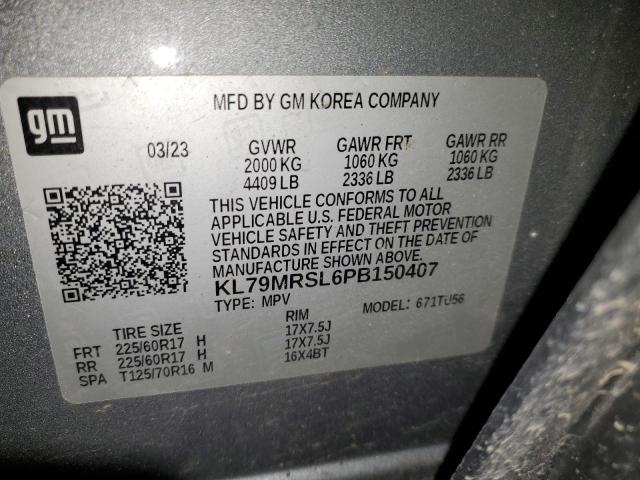 gm
MFD BY GM KOREA COMPANY
03/23 GVWR GAWR FRT GAWR RR
2000 KG 1060 KG 1060 KG
4409 LB 2336 LB 2336 LB
THIS VEHICLE CONFORMS TO ALL
APPLICABLE U.S. FEDERAL MOTOR
VEHICLE SAFETY AND THEFT PREVENTION
STANDARDS IN EFFECT ON THE DATE OF
MANUFACTURE SHOWN ABOVE.
KL79MRSL6PB150407
TYPE: MPV MODEL: 671TU56
TIRE SIZE RIM
FRT 225/60R17 H 17X7.5J
RR 225/60R17 H 17X7.5J
SPA T125/70R16 M 16X4BT